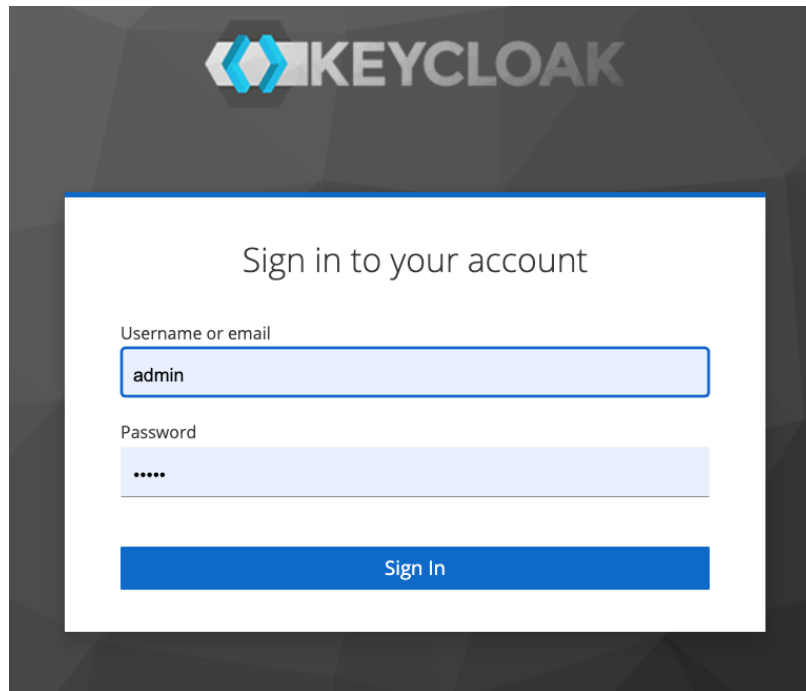 KEYCLOAK
Sign in to your account
Username or email
admin
Password
•••••
Sign In